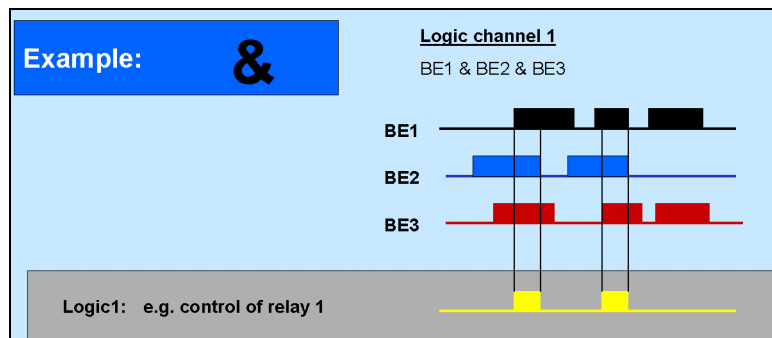 Example: &
Logic channel 1
BE1 & BE2 & BE3
BE1
BE2
BE3
Logic1: e.g. control of relay 1